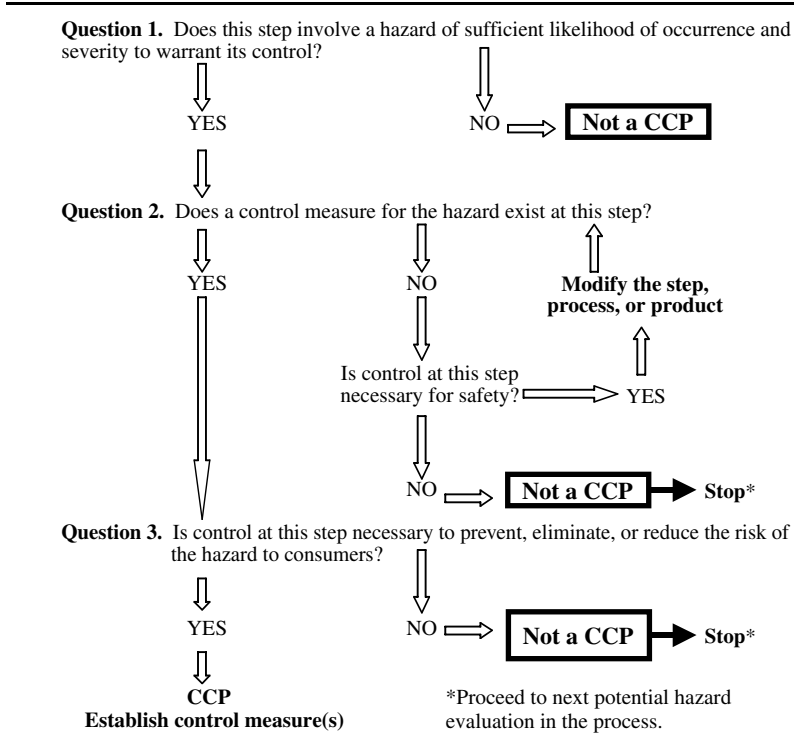 Question 1. Does this step involve a hazard of sufficient likelihood of occurrence and
severity to warrant its control?
YES
NO
Not a CCP
Question 2. Does a control measure for the hazard exist at this step?
YES
NO
Modify the step,
process, or product
Is control at this step
necessary for safety?
YES
NO
Not a CCP
Stop*
Question 3. Is control at this step necessary to prevent, eliminate, or reduce the risk of
the hazard to consumers?
YES
NO
Not a CCP
Stop*
CCP
Establish control measure(s)
*Proceed to next potential hazard
evaluation in the process.